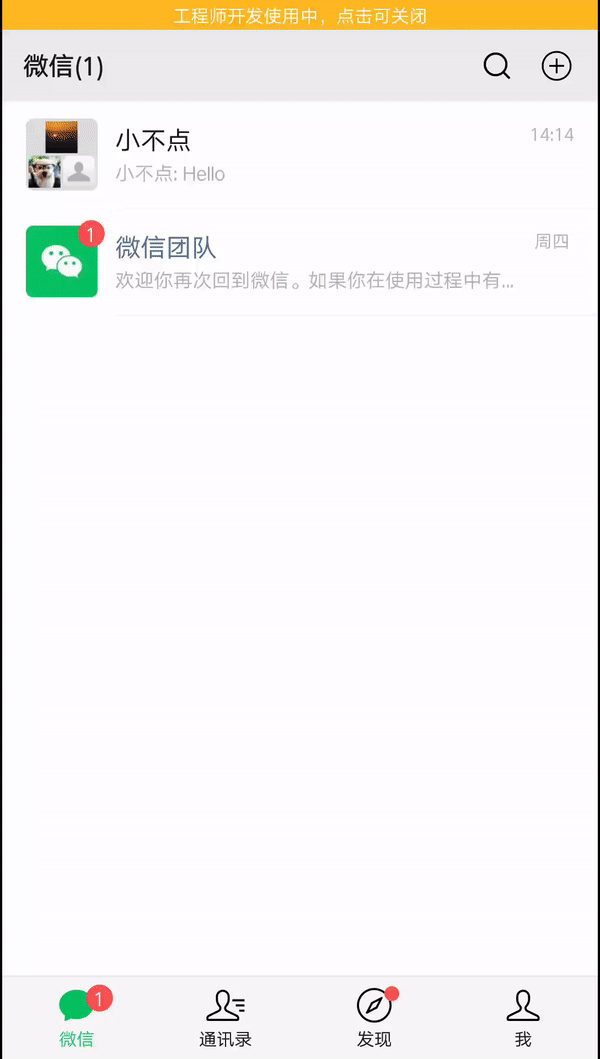 工程师开发使用中，点击可关闭
微信(1)
小不点
14:14
小不点: Hello
1
微信团队
周四
欢迎你再次回到微信。如果你在使用过程中有...
1
微信
通讯录
发现
我